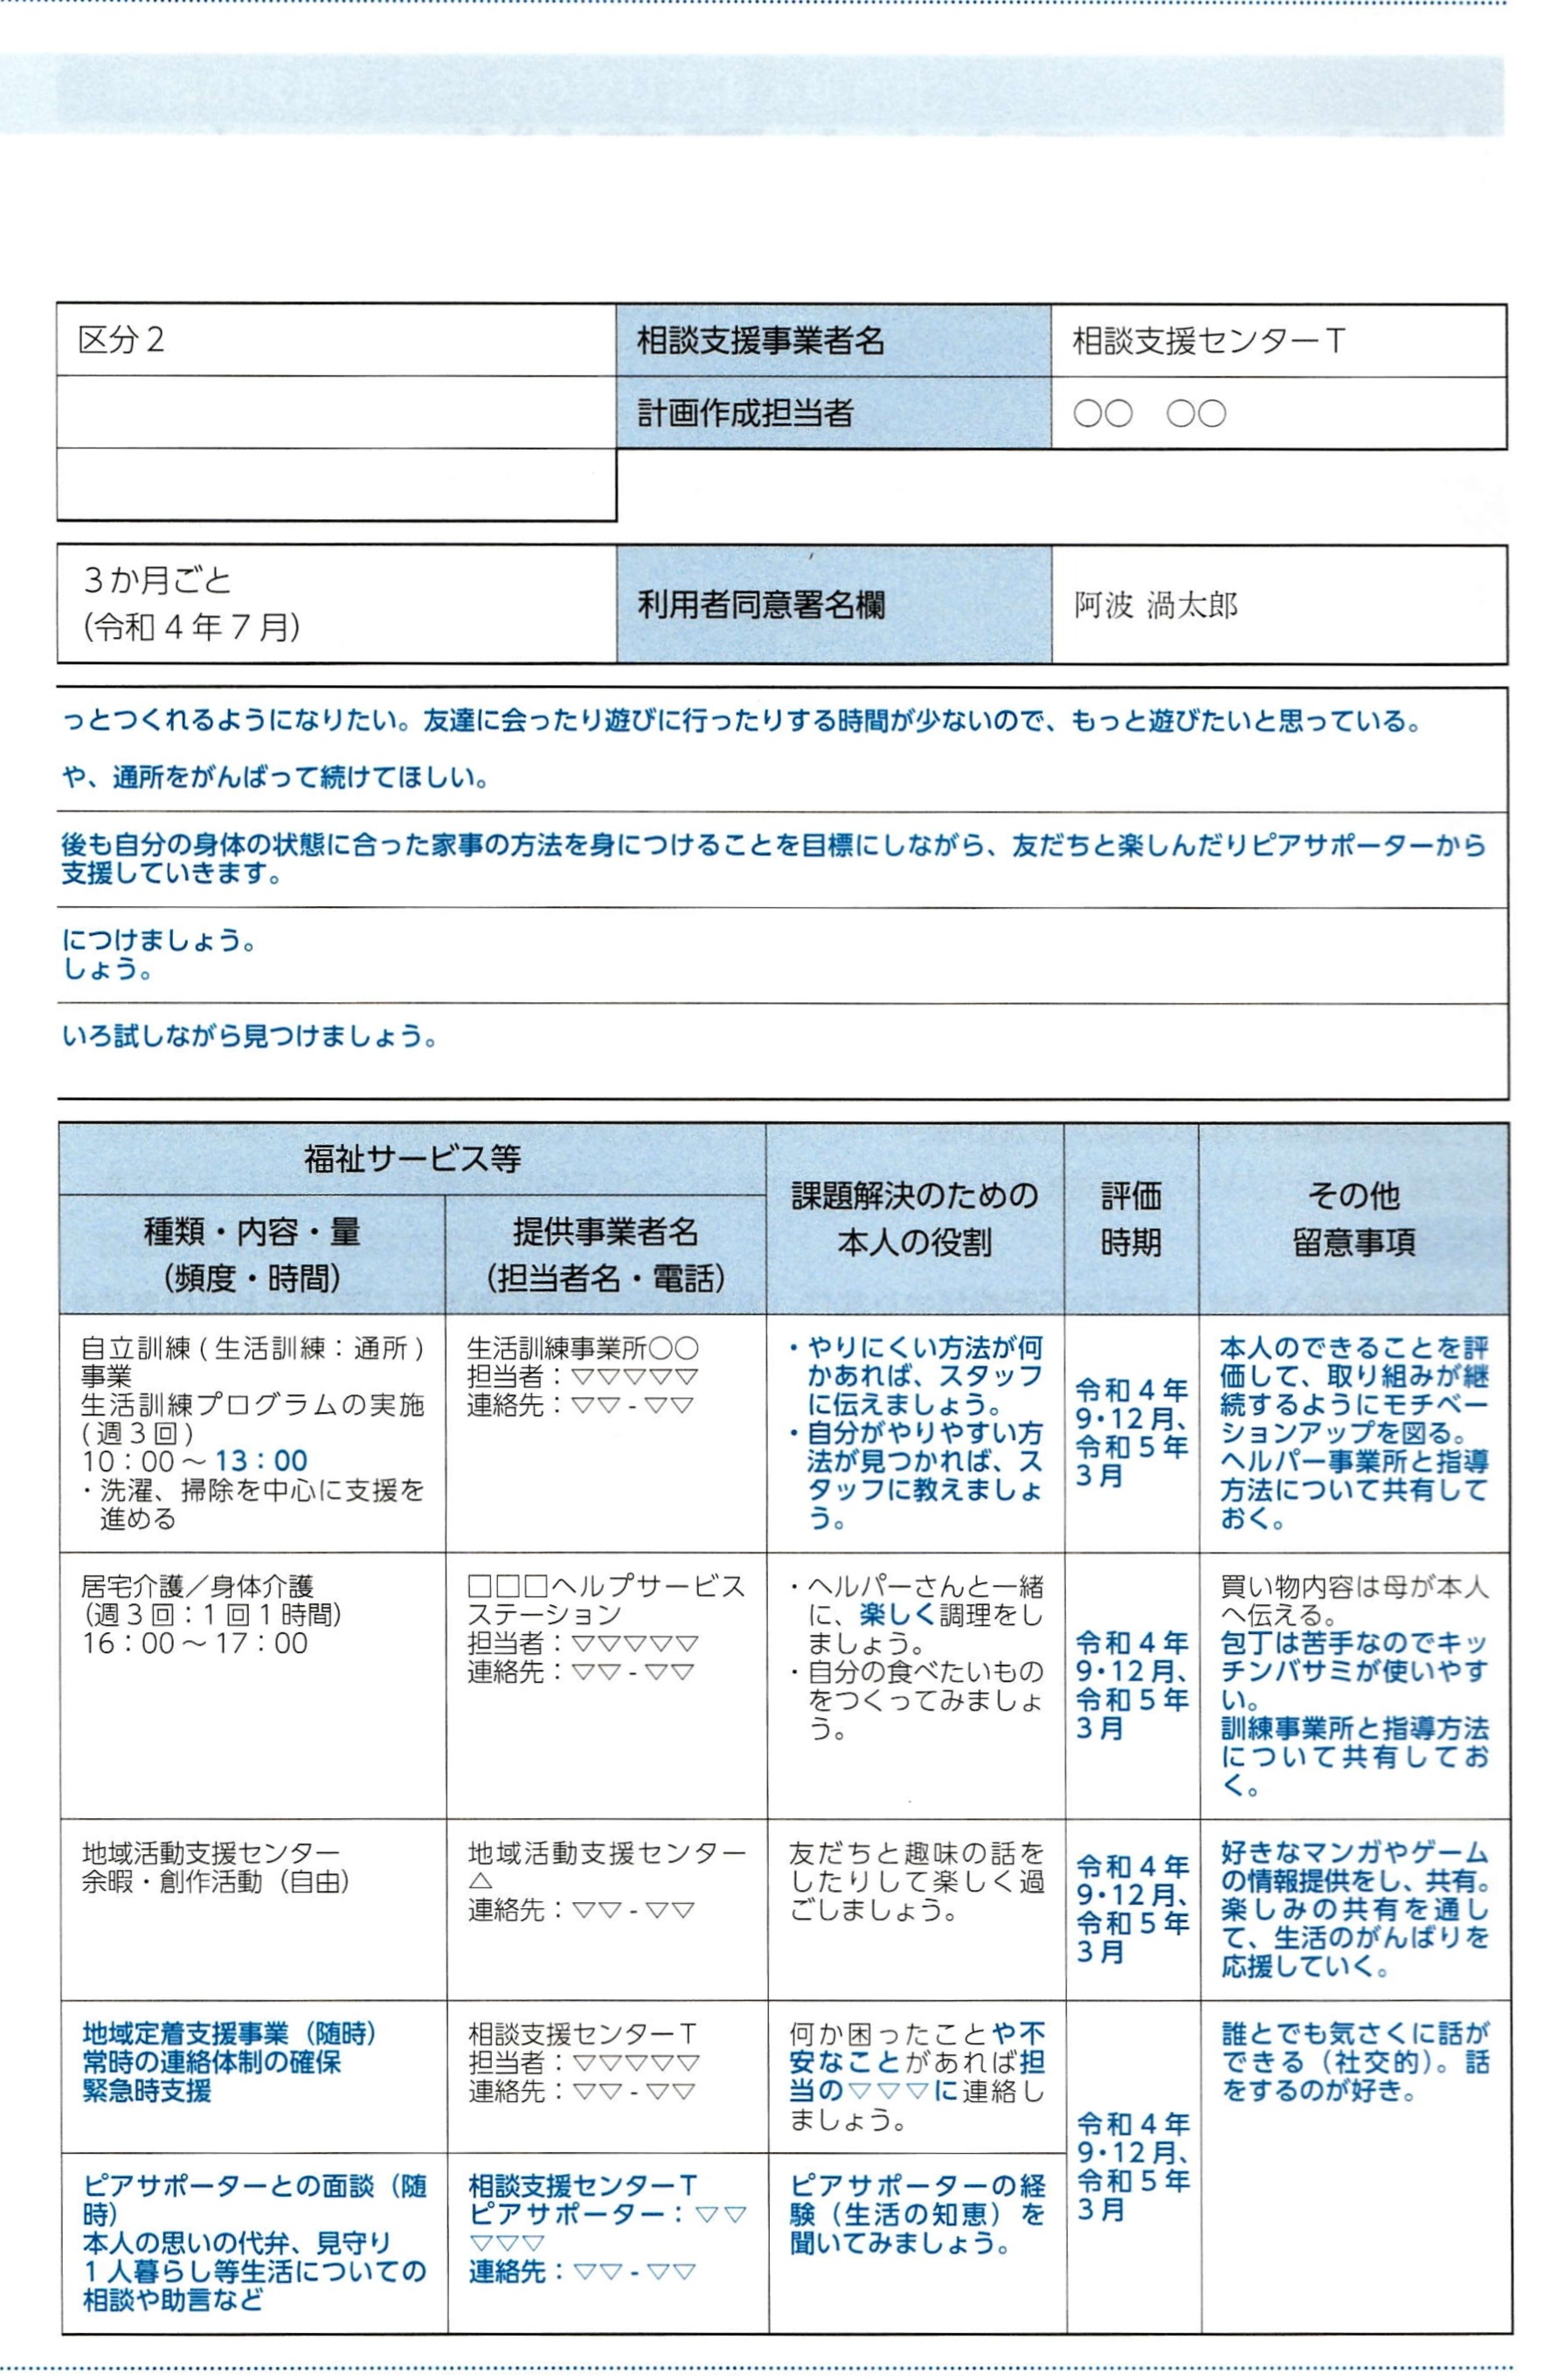 区分２
相談支援事業者名
相談支援センターＴ
計画作成担当者
○○　○○
３か月ごと
(令和４年７月)
利用者同意署名欄
阿波 渦太郎
っとつくれるようになりたい。友達に会ったり遊びに行ったりする時間が少ないので、もっと遊びたいと思っている。
や、通所をがんばって続けてほしい。
後も自分の身体の状態に合った家事の方法を身につけることを目標にしながら、友だちと楽しんだりピアサポーターから
支援していきます。
につけましょう。
しょう。
いろ試しながら見つけましょう。
福祉サービス等
種類・内容・量
（頻度・時間）
提供事業者名
（担当者名・電話）
課題解決のための
本人の役割
評価
時期
その他
留意事項
自立訓練(生活訓練：通所)
事業
生活訓練プログラムの実施
(週３回)
10：00～13：00
・洗濯、掃除を中心に支援を
進める
生活訓練事業所○○
担当者：▽▽▽▽▽
連絡先：▽▽-▽▽
・やりにくい方法が何
かあれば、スタッフ
に伝えましょう。
・自分がやりやすい方
法が見つかれば、ス
タッフに教えましょ
う。
令和４年
9・12月、
令和５年
３月
本人のできることを評
価して、取り組みが継
続するようにモチベー
ションアップを図る。
ヘルパー事業所と指導
方法について共有して
おく。
居宅介護／身体介護
(週３回：1回1時間)
16：00～17：00
□□□ヘルプサービス
ステーション
担当者：▽▽▽▽▽
連絡先：▽▽-▽▽
・ヘルパーさんと一緒
に、楽しく調理をし
ましょう。
・自分の食べたいもの
をつくってみましょ
う。
令和４年
9・12月、
令和５年
３月
買い物内容は母が本人
へ伝える。
包丁は苦手なのでキッ
チンバサミが使いやす
い。
訓練事業所と指導方法
について共有してお
く。
地域活動支援センター
余暇・創作活動（自由）
地域活動支援センター
△
連絡先：▽▽-▽▽
友だちと趣味の話を
したりして楽しく過
ごしましょう。
令和４年
9・12月、
令和５年
３月
好きなマンガやゲーム
の情報提供をし、共有。
楽しみの共有を通し
て、生活のがんばりを
応援していく。
地域定着支援事業（随時）
常時の連絡体制の確保
緊急時支援
相談支援センターＴ
担当者：▽▽▽▽▽
連絡先：▽▽-▽▽
何か困ったことや不
安なことがあれば担
当の▽▽▽に連絡し
ましょう。
令和４年
9・12月、
令和５年
３月
誰とでも気さくに話が
できる（社交的）。話
をするのが好き。
ピアサポーターとの面談（随
時）
本人の思いの代弁、見守り
１人暮らし等生活についての
相談や助言など
相談支援センターＴ
ピアサポーター：▽▽
▽▽▽
連絡先：▽▽-▽▽
ピアサポーターの経
験（生活の知恵）を
聞いてみましょう。